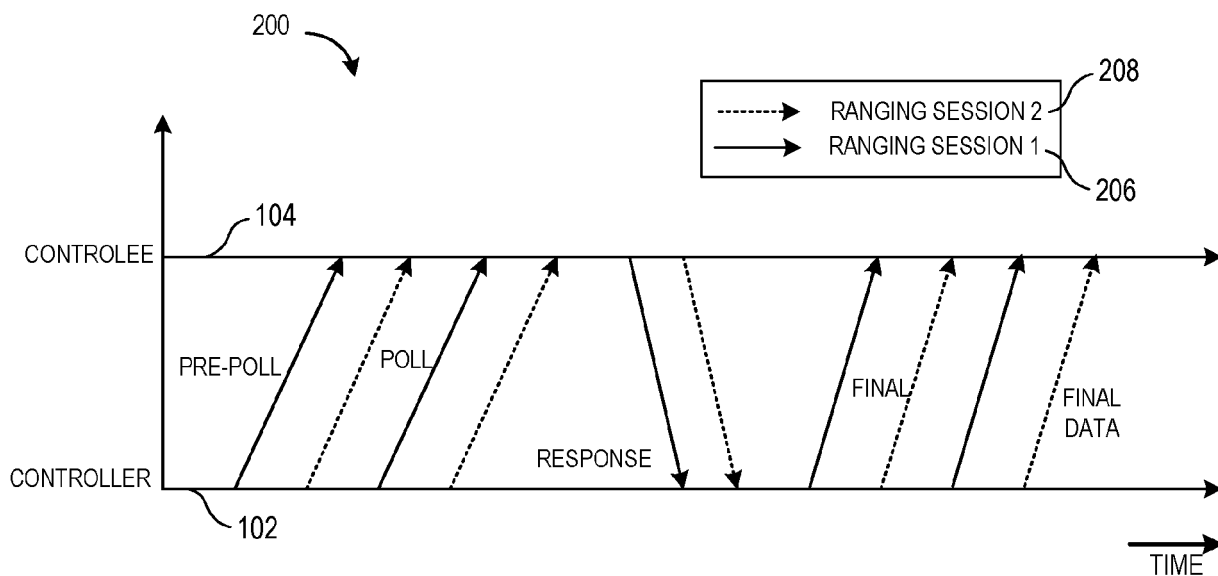 200
208
RANGING SESSION 2
RANGING SESSION 1
206
104
CONTROLEE
PRE-POLL
POLL
FINAL
FINAL
DATA
RESPONSE
CONTROLLER
102
TIME